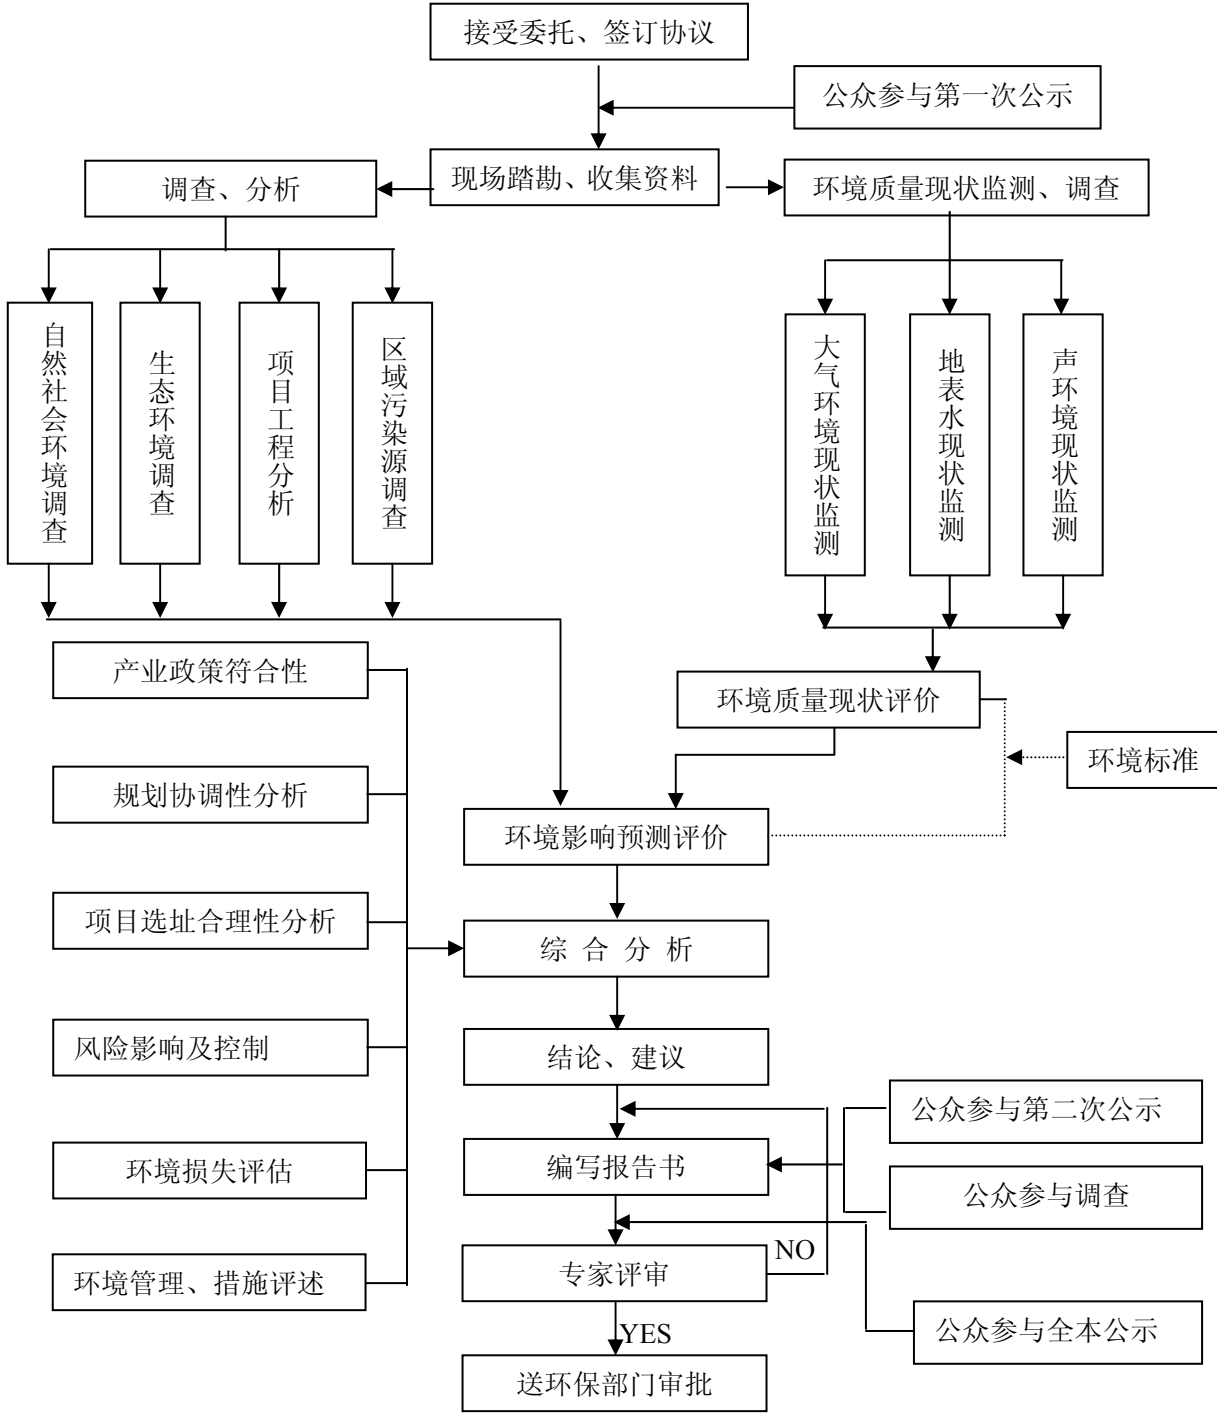 接受委托、签订协议
公众参与第一次公示
调查、分析
现场踏勘、收集资料
环境质量现状监测、调查
自然社会环境调查
生态环境调查
项目工程分析
区域污染源调查
大气环境现状监测
地表水现状监测
声环境现状监测
产业政策符合性
环境质量现状评价
环境标准
规划协调性分析
环境影响预测评价
项目选址合理性分析
综 合 分 析
风险影响及控制
结论、建议
公众参与第二次公示
编写报告书
环境损失评估
公众参与调查
NO
专家评审
环境管理、措施评述
YES
公众参与全本公示
送环保部门审批